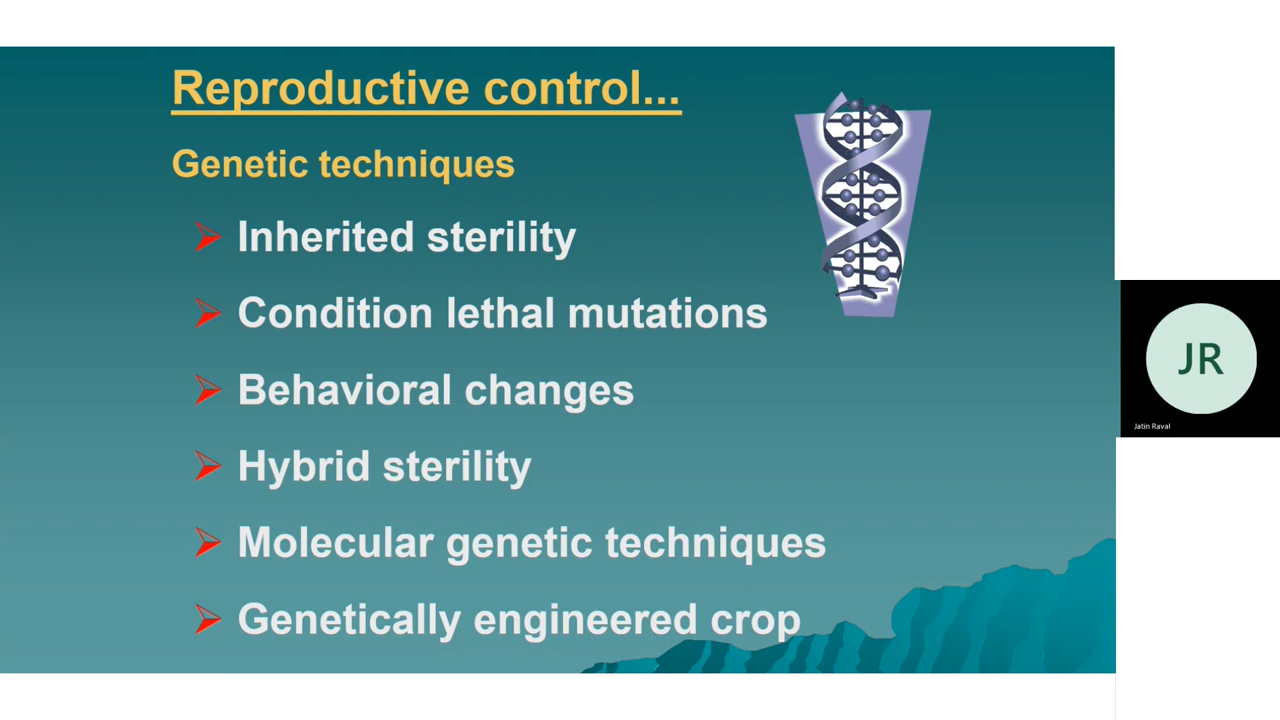 Reproductive control...
Genetic techniques
Inherited sterility
Condition lethal mutations
Behavioral changes
Hybrid sterility
Molecular genetic techniques
Genetically engineered crop
JR
Jatin Raval